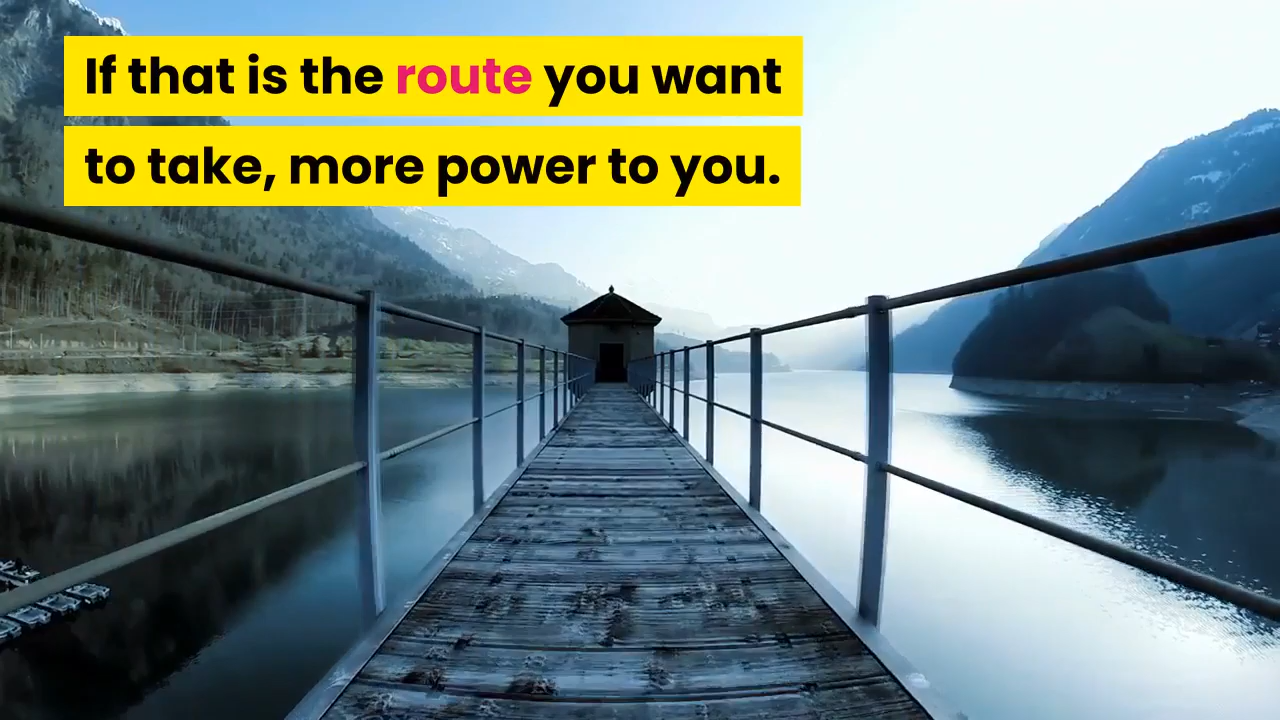 If that is the route you want
to take, more power to you.